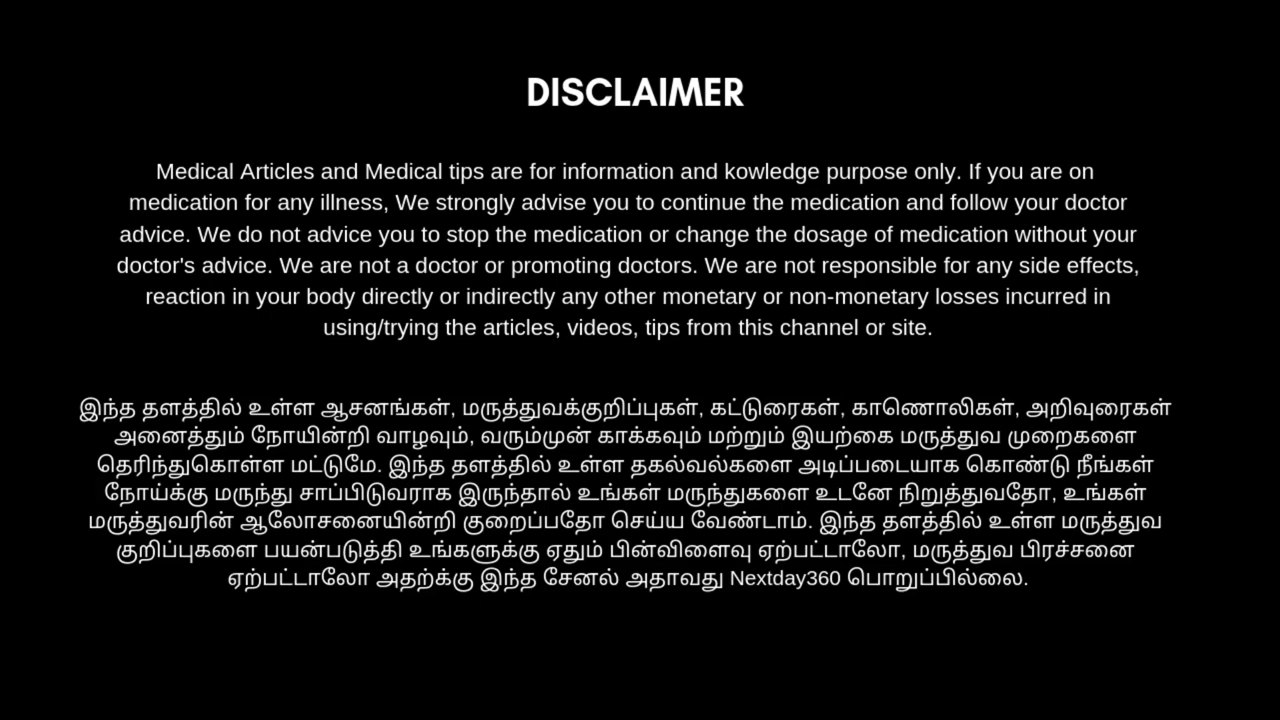 DISCLAIMER
Medical Articles and Medical tips are for information and kowledge purpose only. If you are on
medication for any illness, We strongly advise you to continue the medication and follow your doctor
advice. We do not advice you to stop the medication or change the dosage of medication without your
doctor's advice. We are not a doctor or promoting doctors. We are not responsible for any side effects,
reaction in your body directly or indirectly any other monetary or non-monetary losses incurred in
using/trying the articles, videos, tips from this channel or site.
இந்த தளத்தில் உள்ள ஆசனங்கள், மருத்துவக்குறிப்புகள், கட்டுரைகள், காணொலிகள், அறிவுரைகள்
அனைத்தும் நோயின்றி வாழவும், வரும்முன் காக்கவும் மற்றும் இயற்கை மருத்துவ முறைகளை
தெரிந்துகொள்ள மட்டுமே. இந்த தளத்தில் உள்ள தகல்வல்களை அடிப்படையாக கொண்டு நீங்கள்
நோய்க்கு மருந்து சாப்பிடுவராக இருந்தால் உங்கள் மருந்துகளை உடனே நிறுத்துவதோ, உங்கள்
மருத்துவரின் ஆலோசனையின்றி குறைப்பதோ செய்ய வேண்டாம். இந்த தளத்தில் உள்ள மருத்துவ
குறிப்புகளை பயன்படுத்தி உங்களுக்கு ஏதும் பின்விளைவு ஏற்பட்டாலோ, மருத்துவ பிரச்சனை
ஏற்பட்டாலோ அதற்க்கு இந்த சேனல் அதாவது Nextday360 பொறுப்பில்லை.